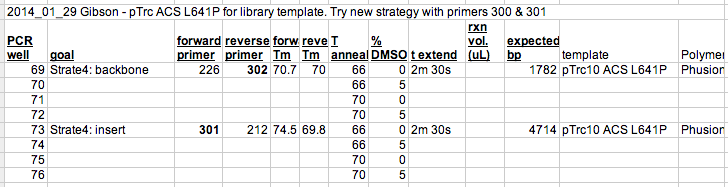 2014_01_29 Gibson - pTrc ACS L641P for library template. Try new strategy with primers 300 & 301
PCR well goal forward primer reverse primer forw Tm reve Tm T anneal % DMSO t extend rxn vol. (uL) expected bp template Polymer
69 Strate4: backbone 226 302 70.7 70 66 0 2m 30s 1782 pTrc10 ACS L641P Phusion
70 66 5
71 70 0
72 70 5
73 Strate4: insert 301 212 74.5 69.8 66 0 2m 30s 4714 pTrc10 ACS L641P Phusion
74 66 5
75 70 0
76 70 5